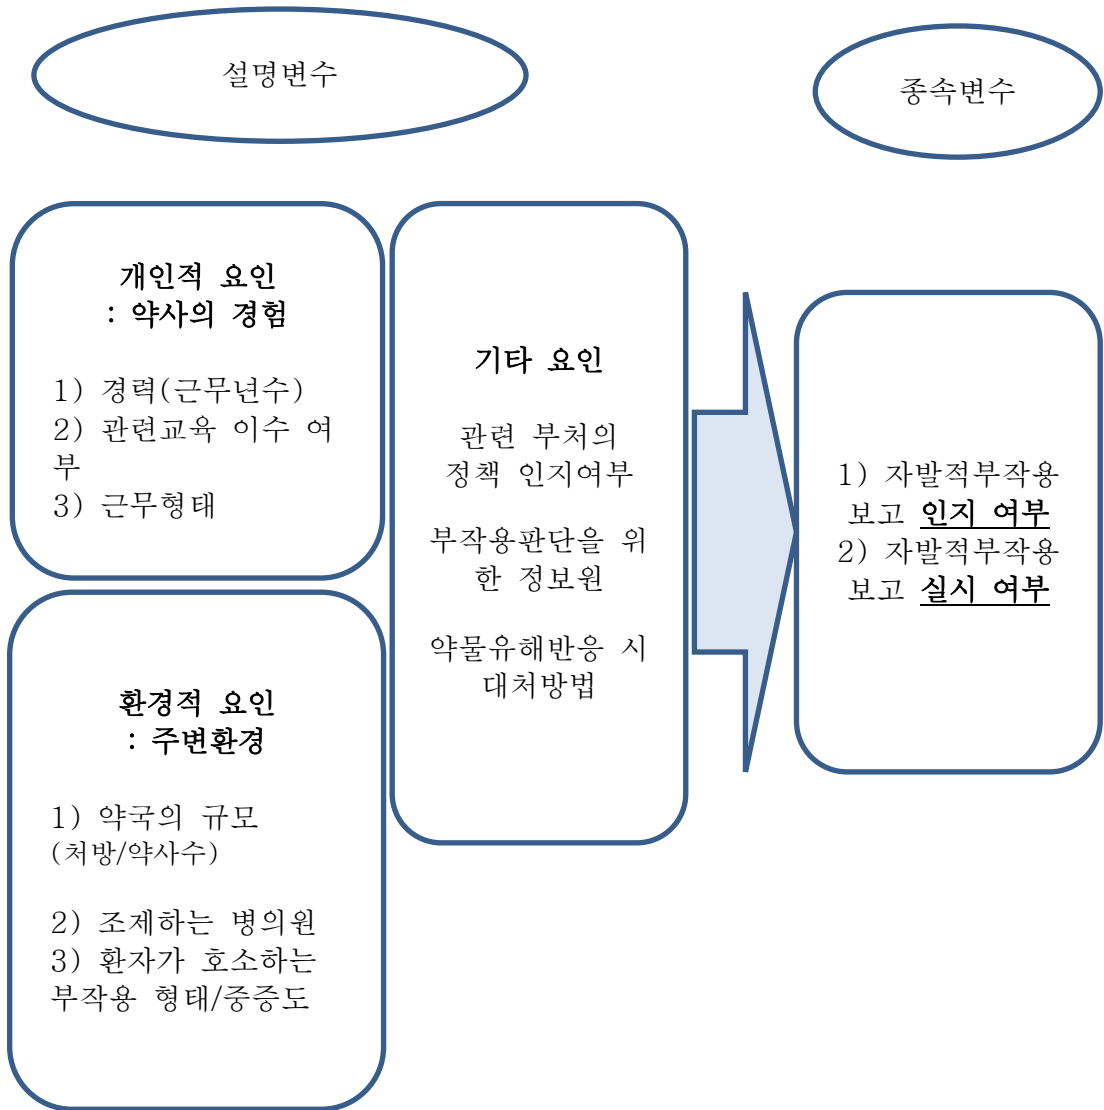 설명변수
종속변수
개인적 요인
: 약사의 경험
1) 경력(근무년수)
2) 관련교육 이수 여
부
3) 근무형태
환경적 요인
: 주변환경
1) 약국의 규모
(처방/약사수)
2) 조제하는 병의원
3) 환자가 호소하는
부작용 형태/중증도
기타 요인
관련 부처의
정책 인지여부
부작용판단을 위
한 정보원
약물유해반응 시
대처방법
1) 자발적부작용
보고 인지 여부
2) 자발적부작용
보고 실시 여부